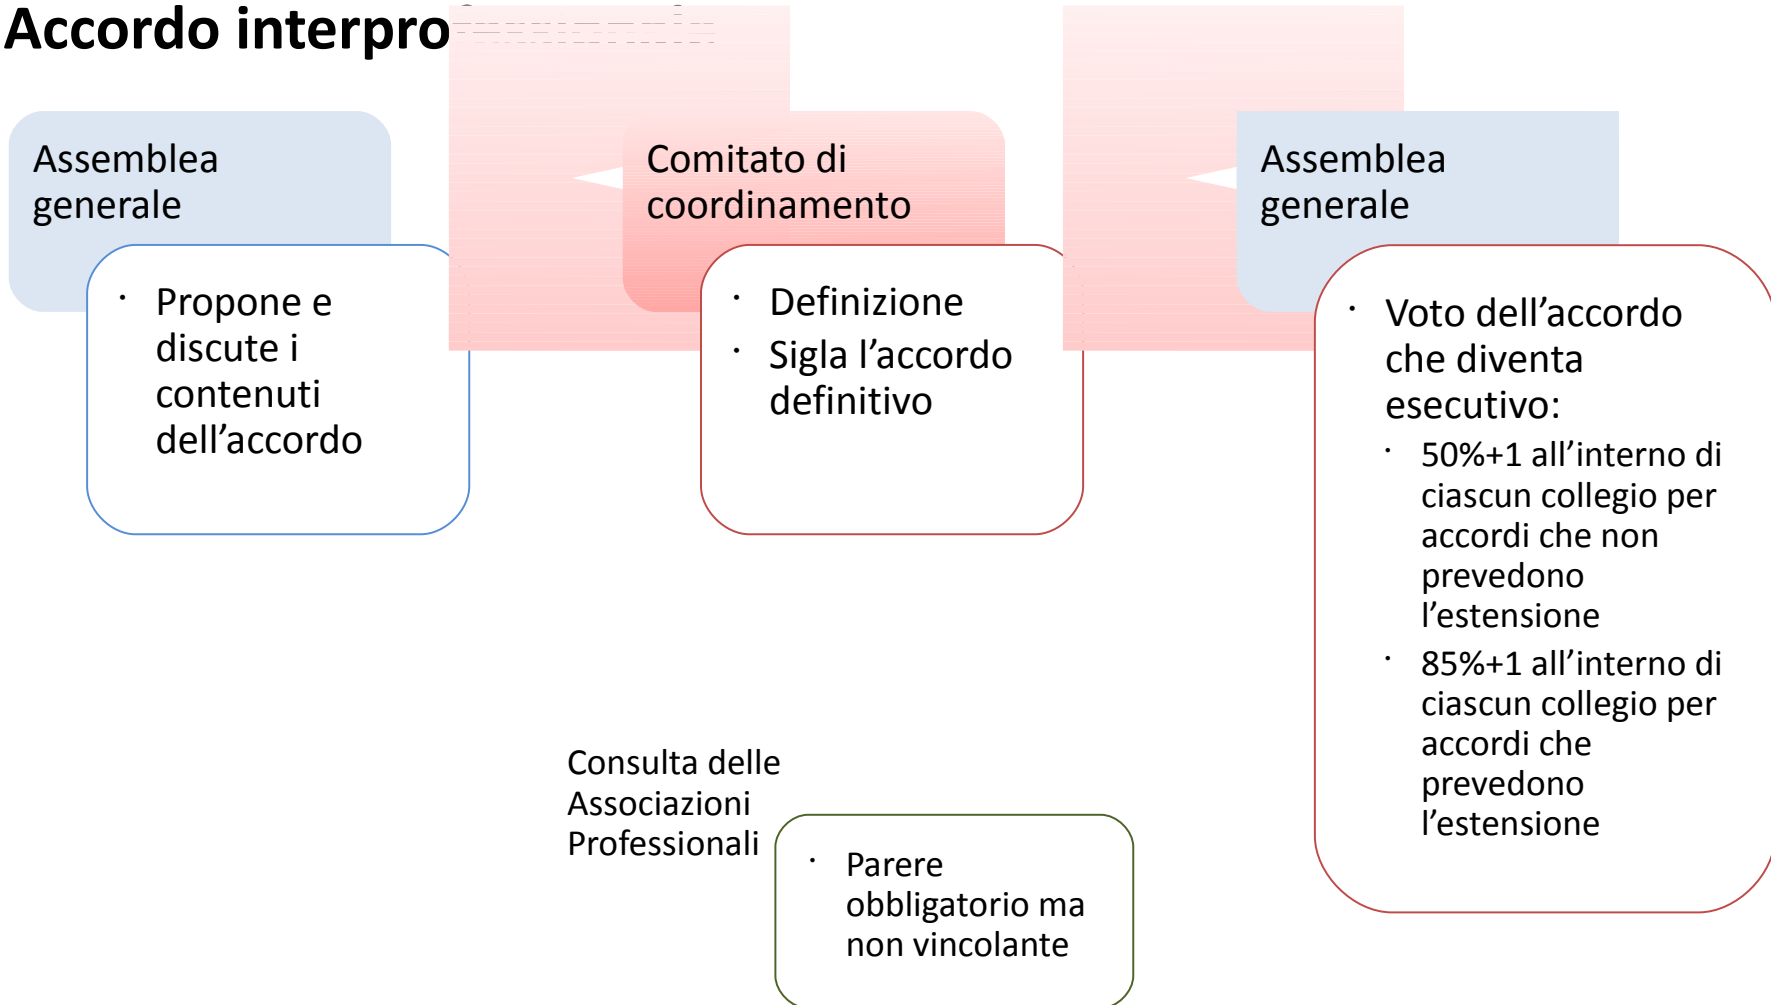 Accordo interpro
Assemblea
generale
· Propone e
discute i
contenuti
dell’accordo
Comitato di
coordinamento
· Definizione
· Sigla l’accordo
definitivo
Assemblea
generale
· Voto dell’accordo
che diventa
esecutivo:
· 50%+1 all’interno di
ciascun collegio per
accordi che non
prevedono
l’estensione
· 85%+1 all’interno di
ciascun collegio per
accordi che
prevedono
l’estensione
Consulta delle
Associazioni
Professionali
· Parere
obbligatorio ma
non vincolante